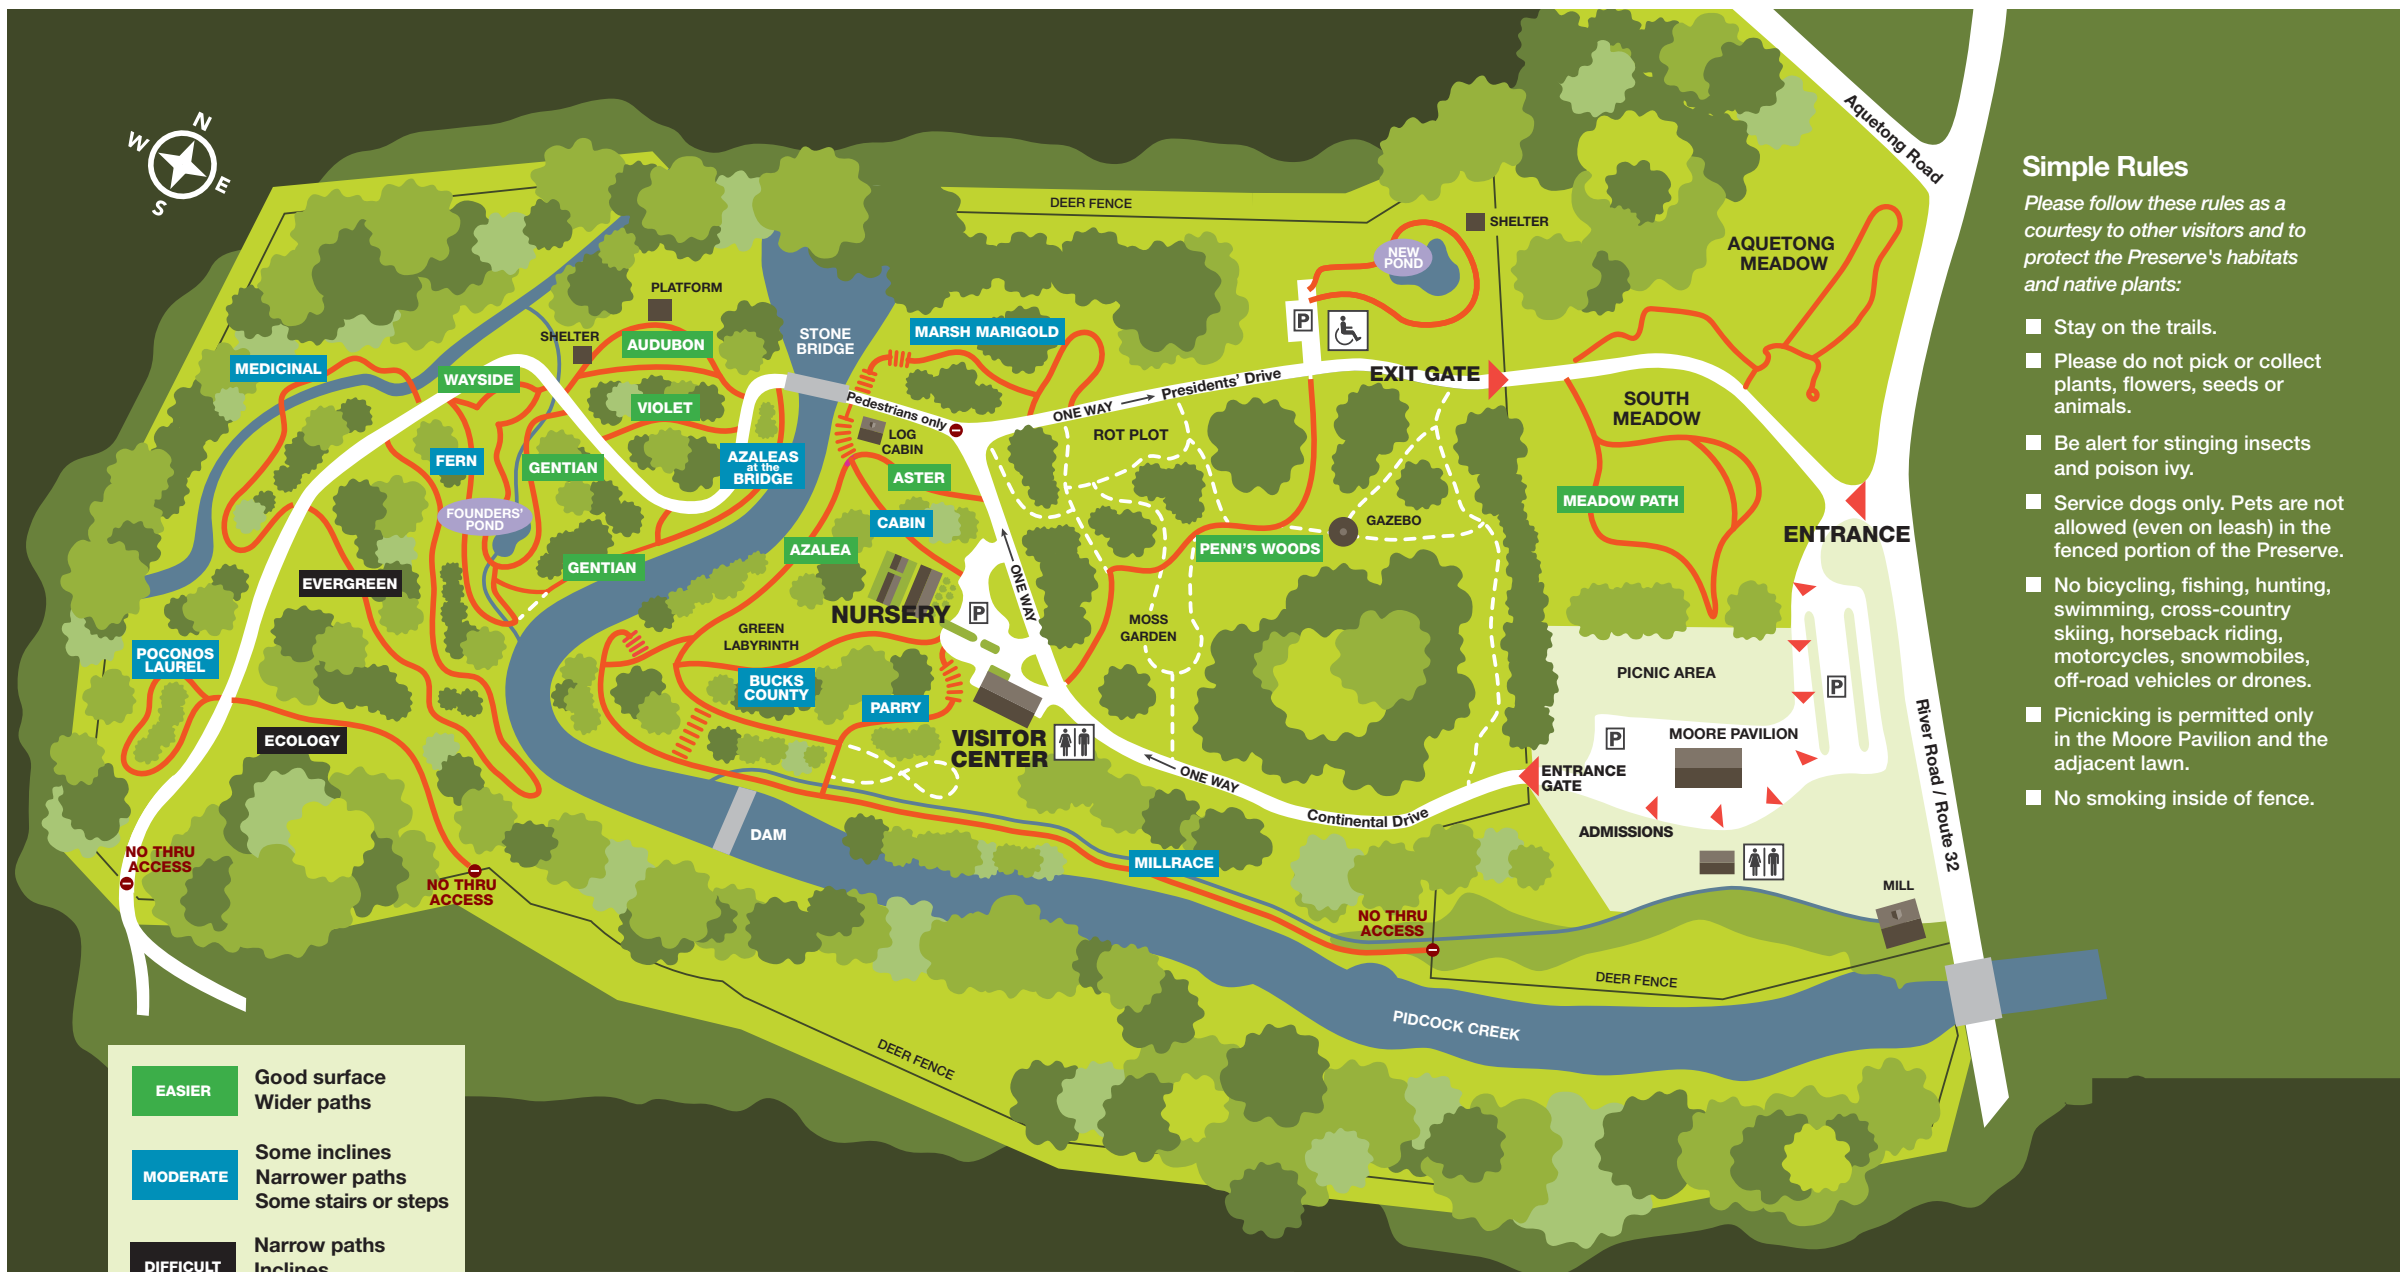 N
W
E
S
DEER FENCE
SHELTER
NEW
POND
AQUETONG
MEADOW
Aquetong Road
PLATFORM
SHELTER
AUDUBON
STONE
BRIDGE
MARSH MARIGOLD
P
MEDICINAL
WAYSIDE
VIOLET
EXIT GATE
Presidents' Drive
ONE WAY
Pedestrians only
SOUTH
MEADOW
LOG
CABIN
ROT PLOT
FERN
GENTIAN
AZALEAS
at the
BRIDGE
ASTER
MEADOW PATH
FOUNDERS'
POND
CABIN
GAZEBO
ENTRANCE
AZALEA
PENN'S WOODS
GENTIAN
EVERGREEN
ONE WAY
NURSERY
P
GREEN
LABYRINTH
MOSS
GARDEN
POCONOS
LAUREL
BUCKS
COUNTY
PARRY
PICNIC AREA
P
ECOLOGY
VISITOR
CENTER
P
MOORE PAVILION
River Road / Route 32
ONE WAY
ENTRANCE
GATE
Continental Drive
DAM
ADMISSIONS
NO THRU
ACCESS
NO THRU
ACCESS
MILLRACE
MILL
NO THRU
ACCESS
DEER FENCE
PIDCOCK CREEK
DEER FENCE
EASIER
Good surface
Wider paths
MODERATE
Some inclines
Narrower paths
Some stairs or steps
DIFFICULT
Narrow paths
Inclines
Simple Rules
Please follow these rules as a
courtesy to other visitors and to
protect the Preserve's habitats
and native plants:
Stay on the trails.
Please do not pick or collect
plants, flowers, seeds or
animals.
Be alert for stinging insects
and poison ivy.
Service dogs only. Pets are not
allowed (even on leash) in the
fenced portion of the Preserve.
No bicycling, fishing, hunting,
swimming, cross-country
skiing, horseback riding,
motorcycles, snowmobiles,
off-road vehicles or drones.
Picnicking is permitted only
in the Moore Pavilion and the
adjacent lawn.
No smoking inside of fence.